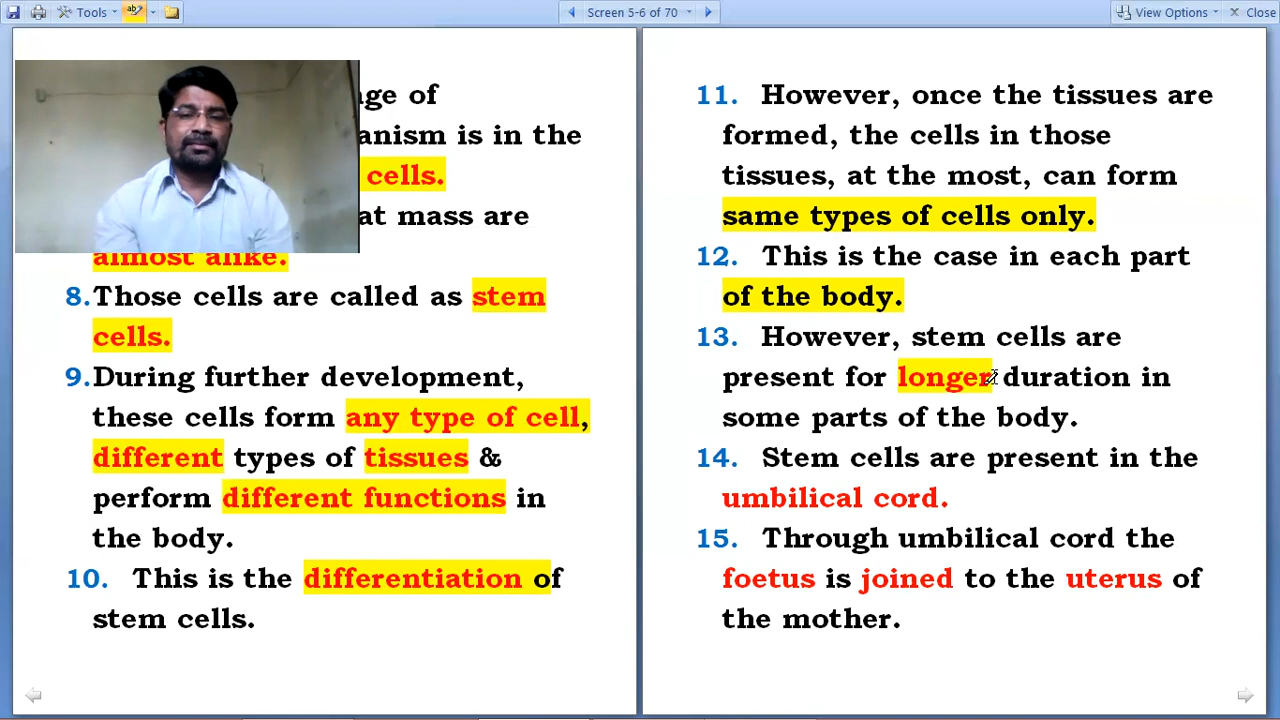 Tools
Screen 5-6 of 70
View Options
Close
nge of
anism is in the
cells.
at mass are
almost alike.
8.Those cells are called as stem
cells.
9.During further development,
these cells form any type of cell,
different types of tissues &
perform different functions in
the body.
10. This is the differentiation of
stem cells.
11. However, once the tissues are
formed, the cells in those
tissues, at the most, can form
same types of cells only.
12. This is the case in each part
of the body.
13. However, stem cells are
present for longer duration in
some parts of the body.
14. Stem cells are present in the
umbilical cord.
15. Through umbilical cord the
foetus is joined to the uterus of
the mother.